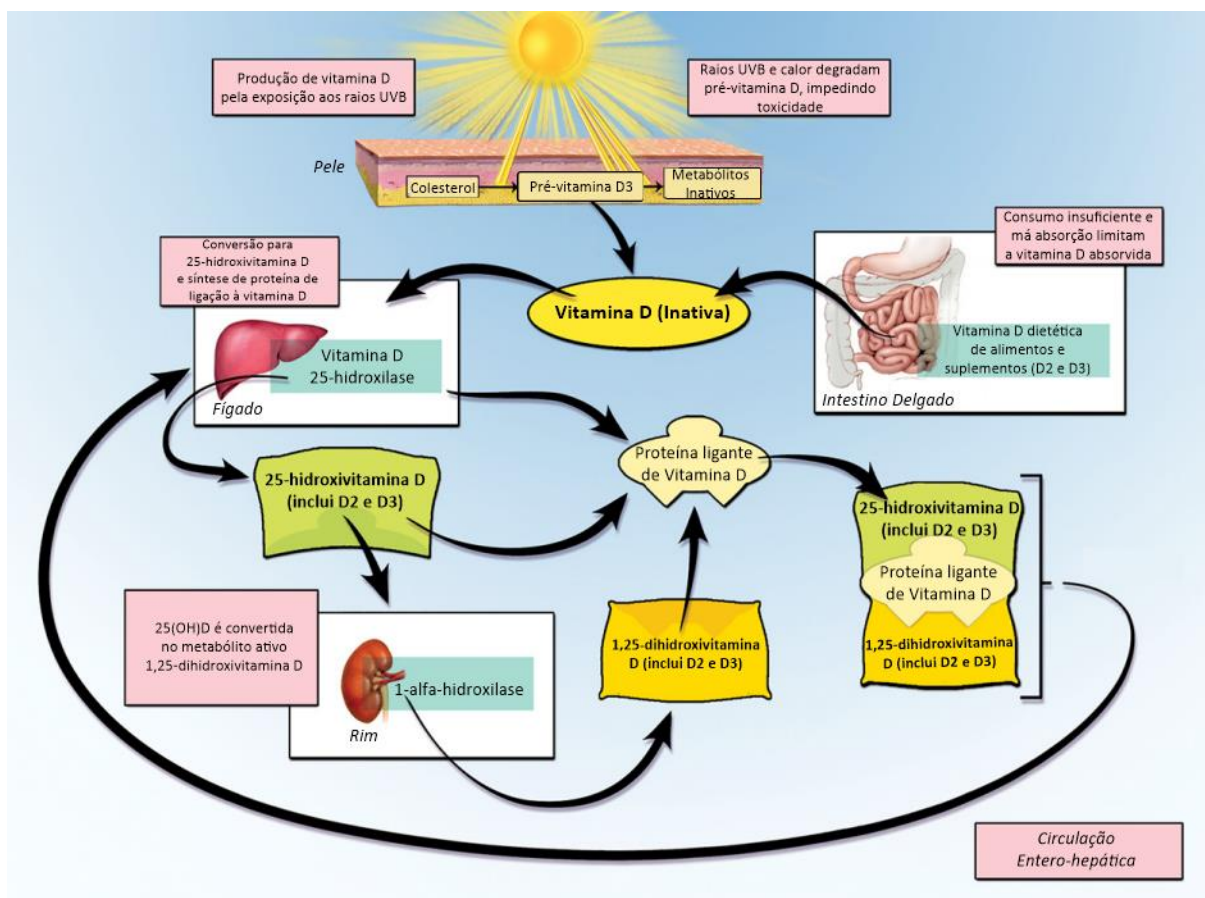 Produção de vitamina D
pela exposição aos raios UVB
Raios UVB e calor degradam
pré-vitamina D, impedindo
toxicidade
Pele
Colesterol
Pré-vitamina D3
Metabólitos
Inativos
Consumo insuficiente e
má absorção limitam
a vitamina D absorvida
Conversão para
25-hidroxivitamina D
e síntese de proteína de
ligação à vitamina D
Vitamina D (Inativa)
Vitamina D
25-hidroxilase
Fígado
Vitamina D dietética
de alimentos e
suplementos (D2 e D3)
Intestino Delgado
25-hidroxivitamina D
(inclui D2 e D3)
Proteína ligante
de Vitamina D
25-hidroxivitamina D
(inclui D2 e D3)
Proteína ligante
de Vitamina D
1,25-dihidroxivitamina
D (inclui D2 e D3)
25(OH)D é convertida
no metabólito ativo
1,25-dihidroxivitamina D
1-alfa-hidroxilase
Rim
1,25-dihidroxivitamina
D (inclui D2 e D3)
Circulação
Entero-hepática